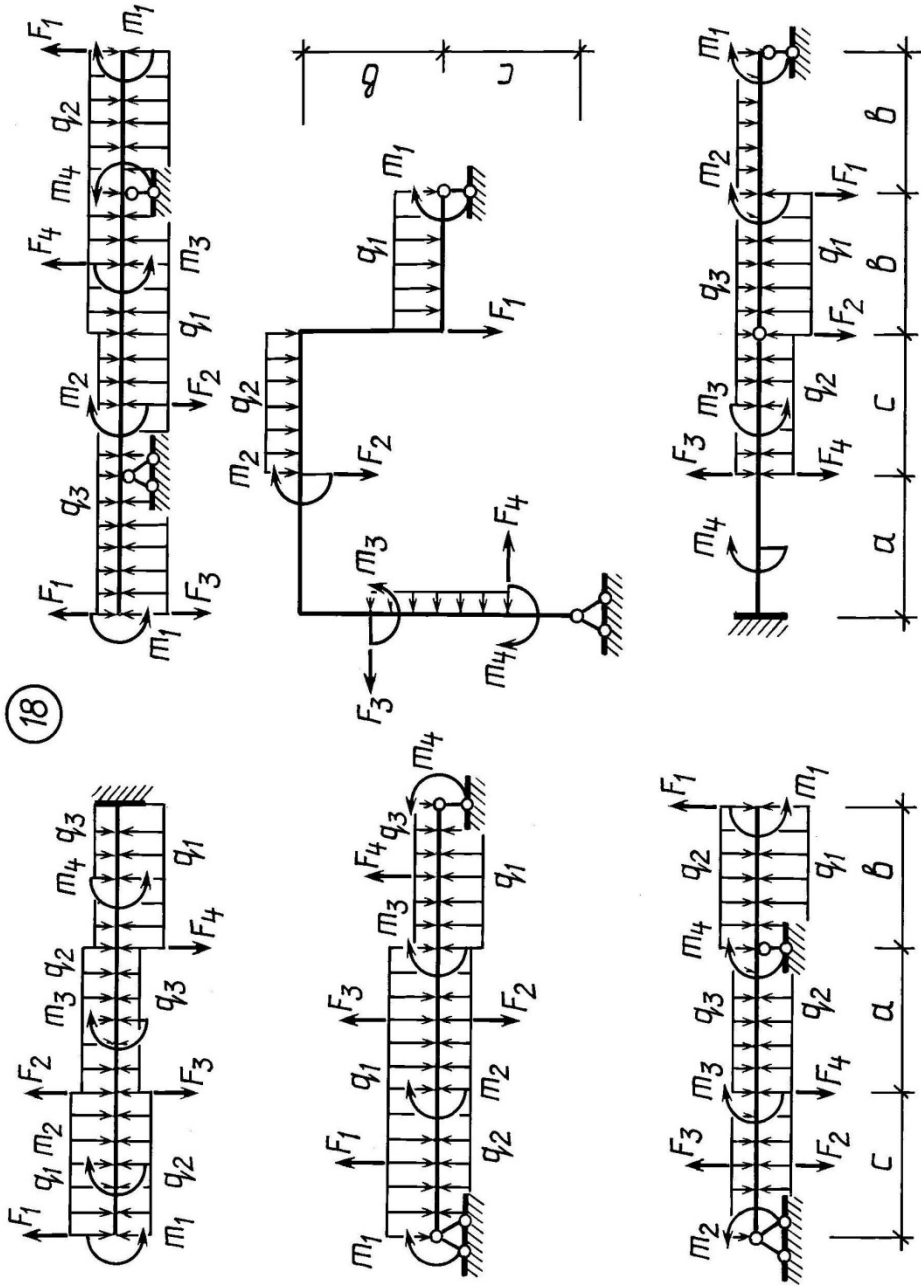 18
F1 q1 m2 F2 m3 q2 m4 q3
m1 q2 F3 q3 F4 q1
F1 q3 m2 F4 m4 q2 F1 m1
m1 F3 F2 q1 m3
m1 F1 q1 F3 m3 F4 q3 m4
q2 m2 F2 q1
m2 q2 q1 m1
F2 F1
F3 m3 F4
m4
в
с
F3 m3 q3 m4 q2 F1
m2 F2 F4 q2 q1 m1
с а в
m4 F3 m3 q3 m2 m1
F4 q2 F2 q1 F1
а с в в